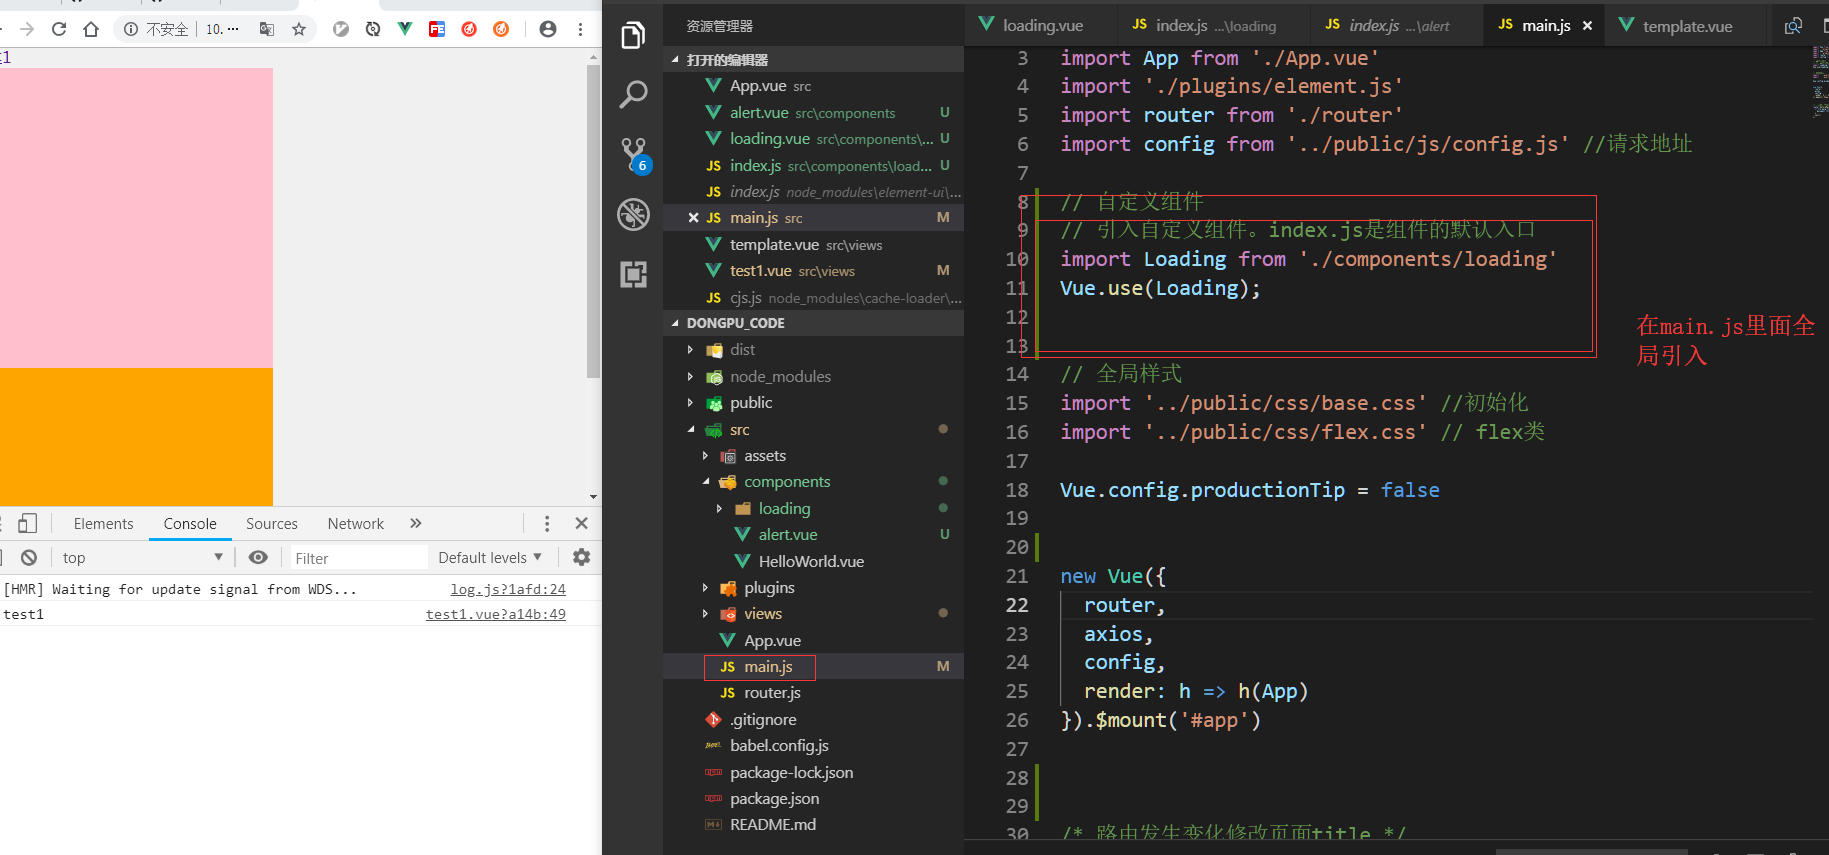 不安全
10. ···
1
Elements
Console
Sources
Network
»
top
Filter
Default levels
[HMR] Waiting for update signal from WDS...
log.js?1afd:24
test1
test1.vue?a14b:49
6
资源管理器
打开的编辑器
App.vue src
alert.vue src\components U
loading.vue src\components\... U
JS index.js src\components\load... U
JS index.js node_modules\element-ui\...
JS main.js src M
template.vue src\views
test1.vue src\views M
JS cjs.js node_modules\cache-loader\...
DONGPU_CODE
dist
node_modules
public
src
assets
components
loading
alert.vue U
HelloWorld.vue
plugins
views
App.vue
JS main.js M
JS router.js
.gitignore
babel.config.js
package-lock.json
package.json
README.md
loading.vue
JS index.js ...\loading
JS index.js ...\alert
JS main.js
template.vue
3 import App from './App.vue'
4 import './plugins/element.js'
5 import router from './router'
6 import config from '../public/js/config.js' //请求地址
7
8 // 自定义组件
9 // 引入自定义组件。index.js是组件的默认入口
10 import Loading from './components/loading'
11 Vue.use(Loading);
12
13
14 // 全局样式
15 import '../public/css/base.css' //初始化
16 import '../public/css/flex.css' // flex类
17
18 Vue.config.productionTip = false
19
20
21 new Vue({
22 router,
23 axios,
24 config,
25 render: h => h(App)
26 }).$mount('#app')
27
28
29
30 /* 路由发生变化修改页面title */
在main.js里面全
局引入